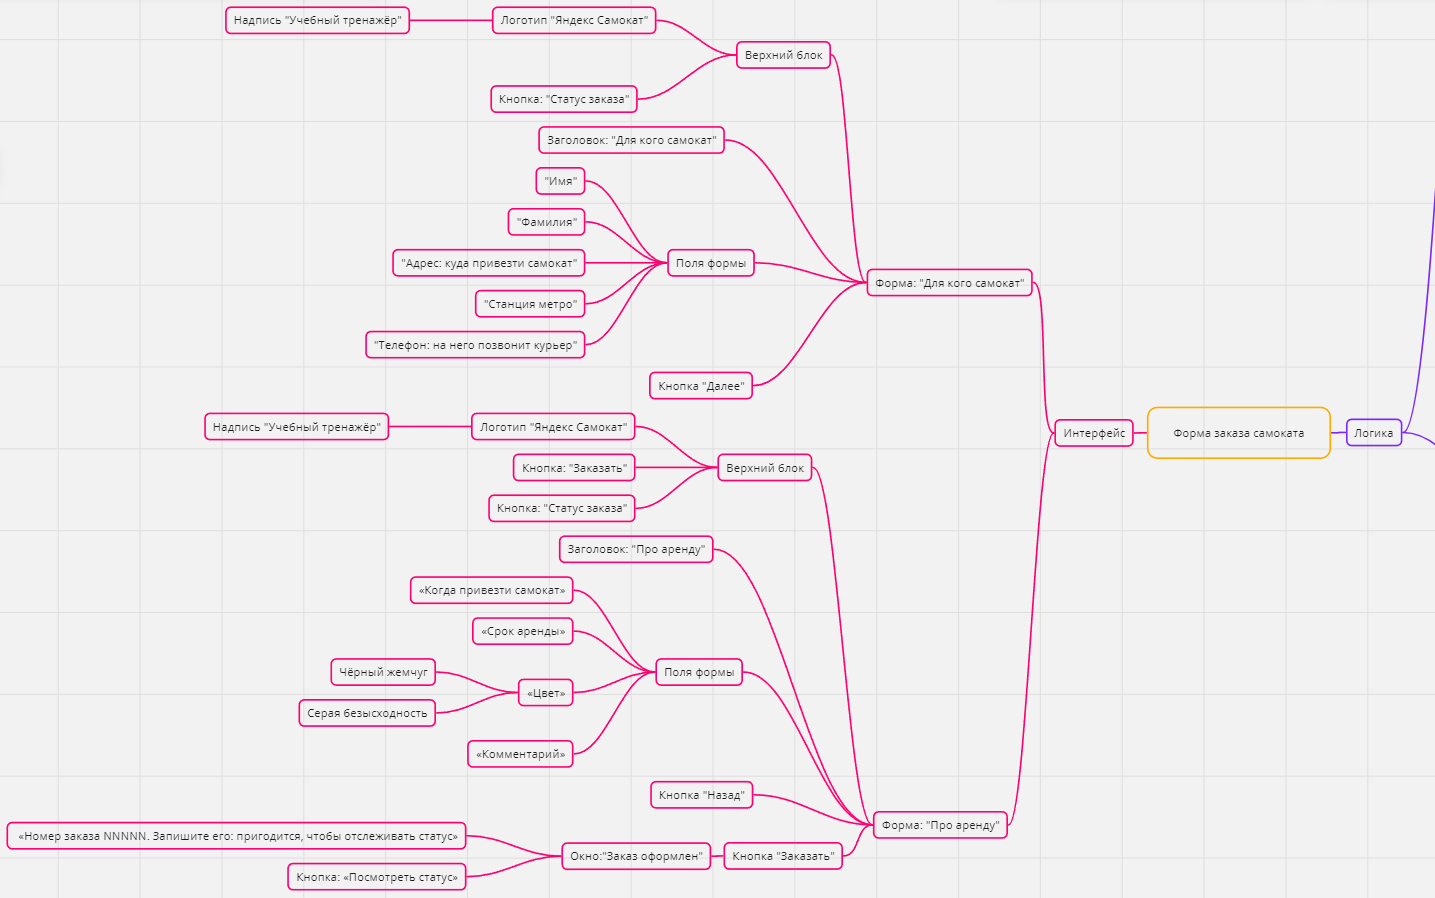 Надпись "Учебный тренажёр"
Логотип "Яндекс Самокат"
Верхний блок
Кнопка: "Статус заказа"
Заголовок: "Для кого самокат"
"Имя"
"Фамилия"
"Адрес: куда привезти самокат"
Поля формы
"Станция метро"
"Телефон: на него позвонит курьер"
Форма: "Для кого самокат"
Кнопка "Далее"
Надпись "Учебный тренажёр"
Логотип "Яндекс Самокат"
Интерфейс
Форма заказа самоката
Логика
Кнопка: "Заказать"
Верхний блок
Кнопка: "Статус заказа"
Заголовок: "Про аренду"
«Когда привезти самокат»
«Срок аренды»
Чёрный жемчуг
Поля формы
«Цвет»
Серая безысходность
«Комментарий»
Кнопка "Назад"
Форма: "Про аренду"
«Номер заказа NNNNN. Запишите его: пригодится, чтобы отслеживать статус»
Окно:"Заказ оформлен"
Кнопка "Заказать"
Кнопка: «Посмотреть статус»